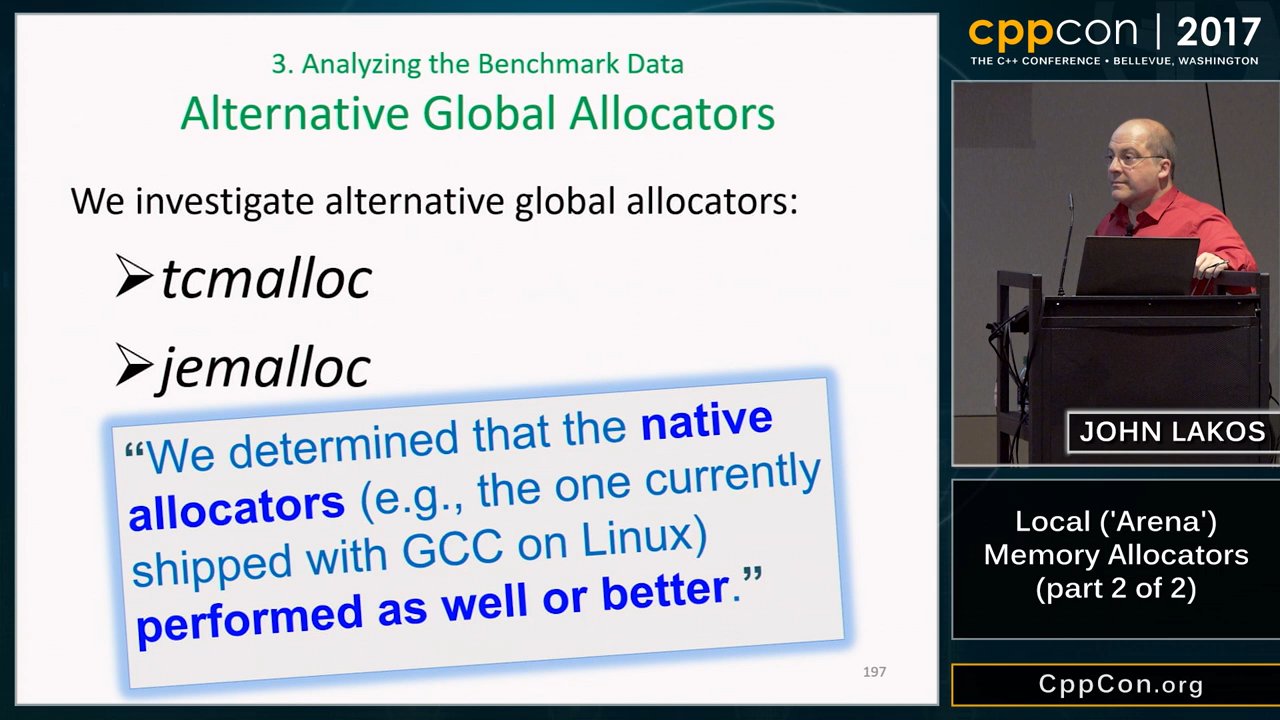 3. Analyzing the Benchmark Data
Alternative Global Allocators
We investigate alternative global allocators:
➢tcmalloc
➢jemalloc
“We determined that the native
allocators (e.g., the one currently
shipped with GCC on Linux)
performed as well or better.”
197
cppcon | 2017
THE C++ CONFERENCE • BELLEVUE, WASHINGTON
JOHN LAKOS
Local ('Arena')
Memory Allocators
(part 2 of 2)
CppCon.org